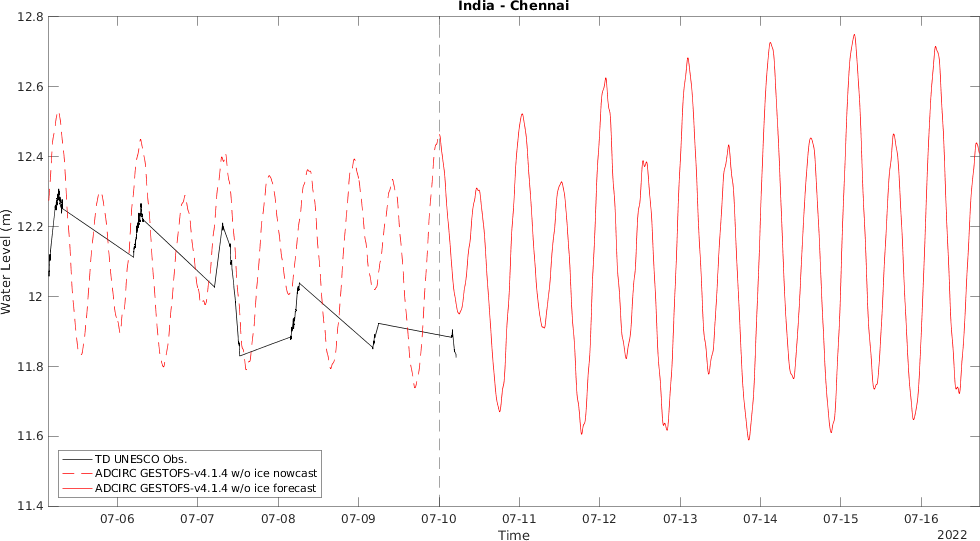 India - Chennai
Water Level (m)
12.8
12.6
12.4
12.2
12
11.8
11.6
11.4
TD UNESCO Obs.
ADCIRC GESTOFS-v4.1.4 w/o ice nowcast
ADCIRC GESTOFS-v4.1.4 w/o ice forecast
07-06 07-07 07-08 07-09 07-10 07-11 07-12 07-13 07-14 07-15 07-16
Time
2022